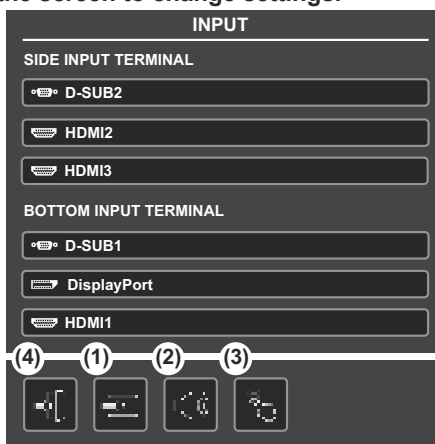 the screen to change settings.
INPUT
SIDE INPUT TERMINAL
D-SUB2
HDMI2
HDMI3
BOTTOM INPUT TERMINAL
D-SUB1
DisplayPort
HDMI1
(4) (1) (2) (3)